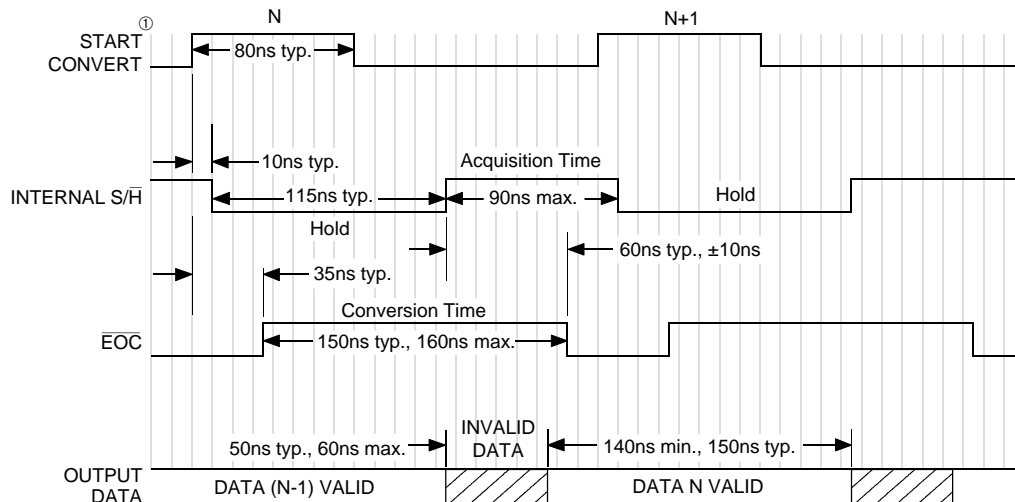 ① N N+1
START
CONVERT
80ns typ.
10ns typ.
Acquisition Time
INTERNAL S/H̅
115ns typ.
90ns max.
Hold
Hold
60ns typ., ±10ns
35ns typ.
Conversion Time
E̅O̅C̅
150ns typ., 160ns max.
INVALID
DATA
50ns typ., 60ns max.
140ns min., 150ns typ.
OUTPUT
DATA
DATA (N-1) VALID
DATA N VALID